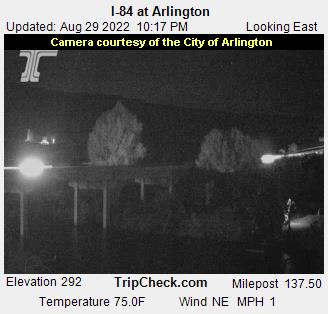 I-84 at Arlington
Updated: Aug 29 2022 10:17 PM Looking East
Camera courtesy of the City of Arlington
Elevation 292 TripCheck.com Milepost 137.50
Temperature 75.0F Wind NE MPH 1